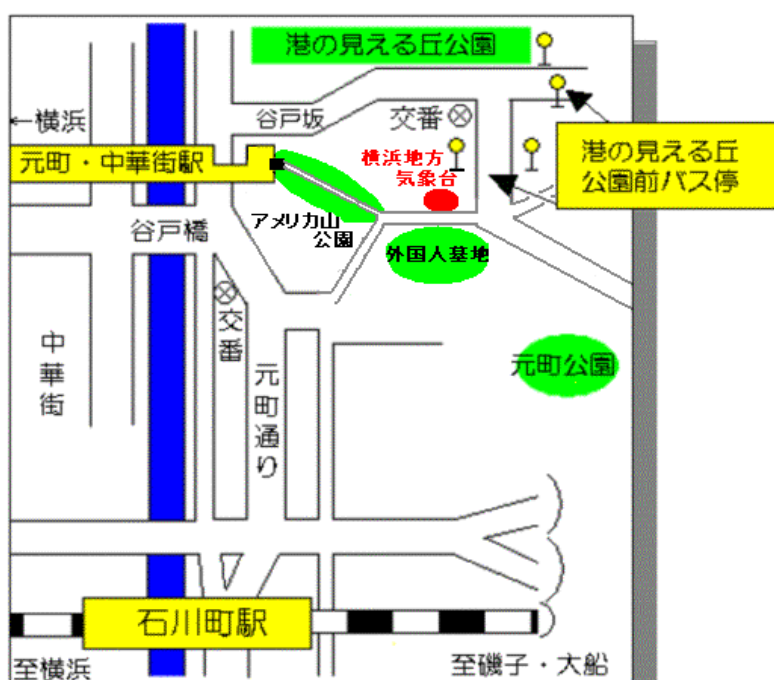 港の見える丘公園
←横浜
谷戸坂
交番
元町・中華街駅
横浜地方
気象台
港の見える丘
公園前バス停
アメリカ山
公園
谷戸橋
外国人墓地
交番
中華街
元町通り
元町公園
石川町駅
至横浜
至磯子・大船